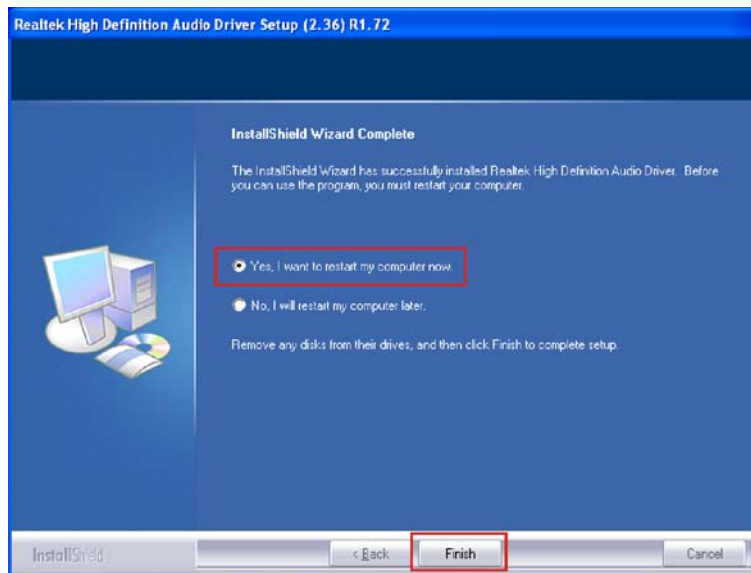 Realtek High Definition Audio Driver Setup (2.36) R1.72
InstallShield Wizard Complete
The InstallShield Wizard has successfully installed Realtek High Definition Audio Driver. Before
you can use the program, you must restart your computer.
Yes, I want to restart my computer now.
No, I will restart my computer later.
Remove any disks from their drives, and then click Finish to complete setup.
InstallShield
< Back
Finish
Cancel